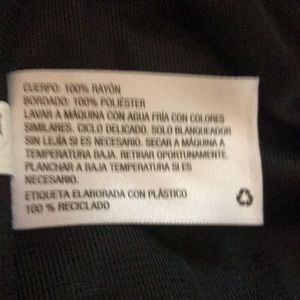 CUERPO: 100% RAYÓN
BORDADO: 100% POLIÉSTER
LAVAR A MÁQUINA CON AGUA FRÍA CON COLORES
SIMILARES. CICLO DELICADO. SOLO BLANQUEADOR
SIN LEJÍA SI ES NECESARIO. SECAR A MÁQUINA A
TEMPERATURA BAJA. RETIRAR OPORTUNAMENTE.
PLANCHAR A BAJA TEMPERATURA SI ES
NECESARIO.
ETIQUETA ELABORADA CON PLÁSTICO
100 % RECICLADO